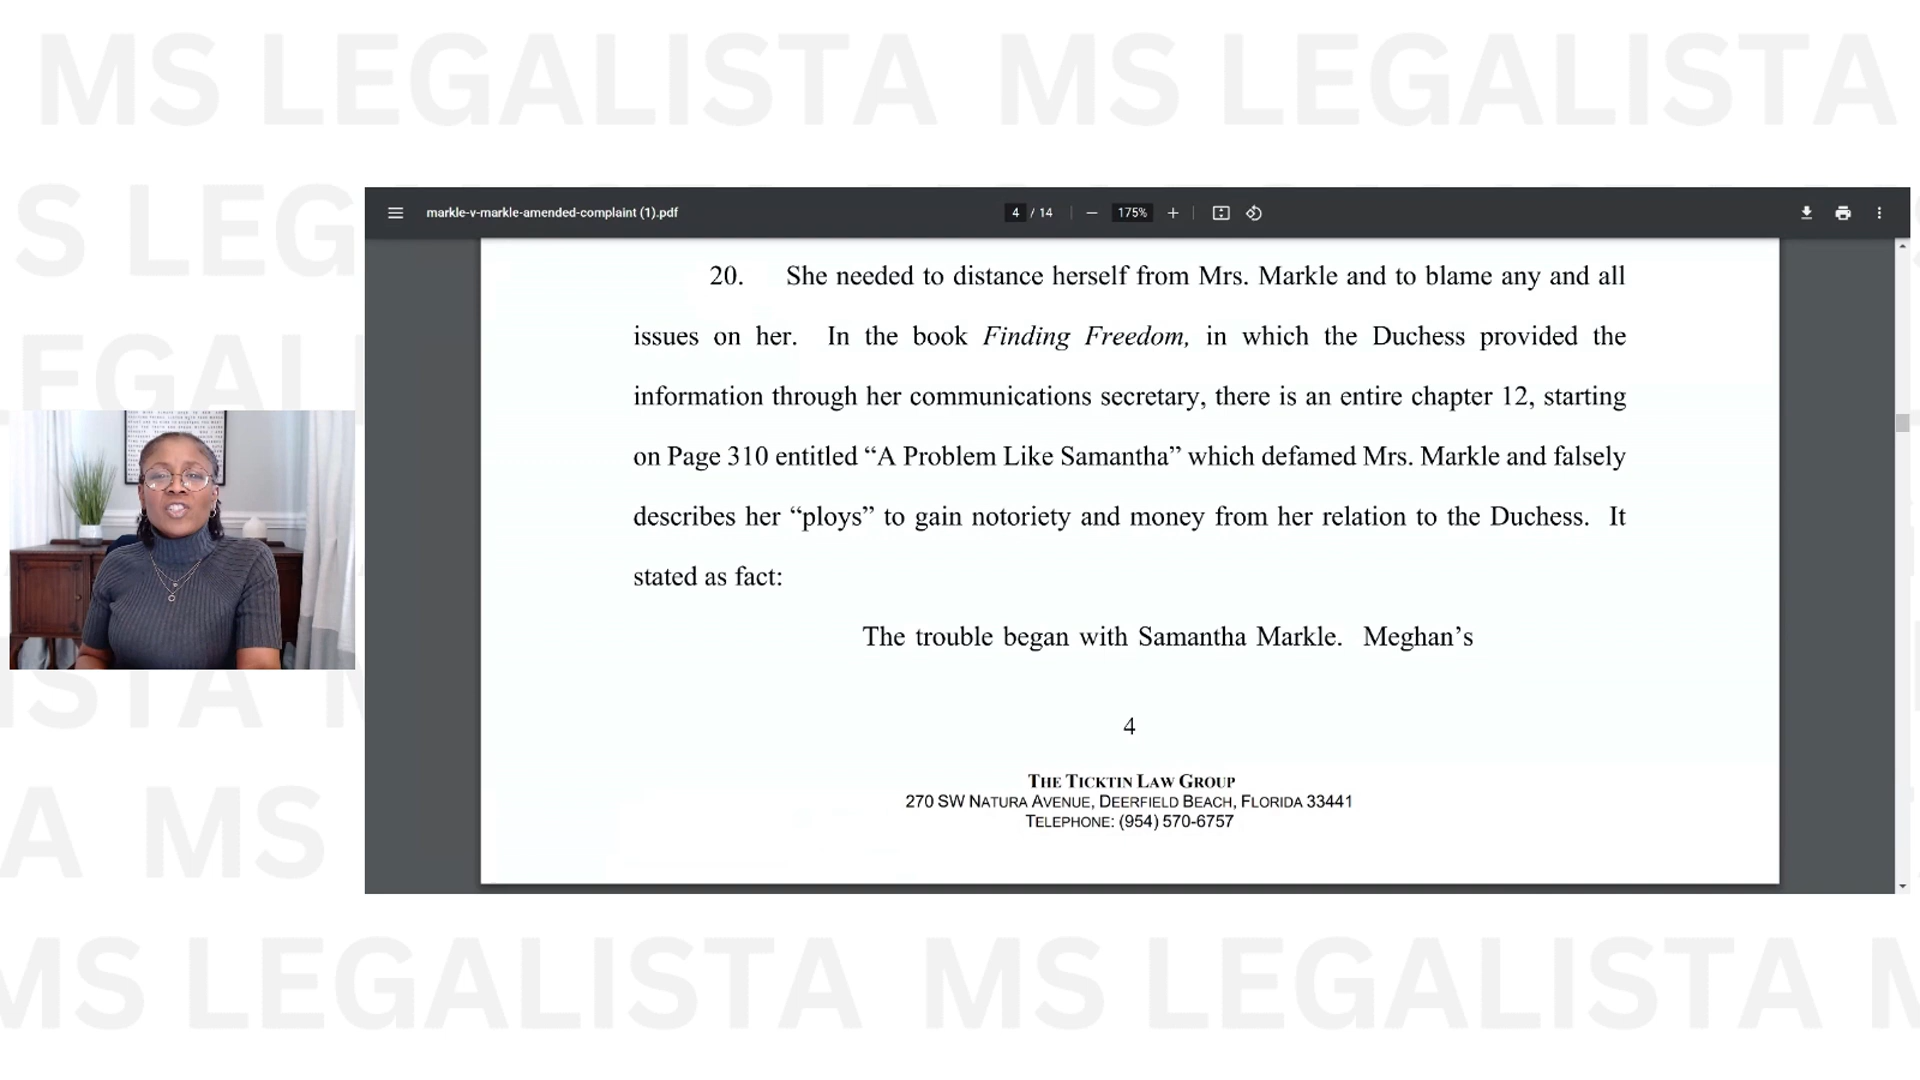 MS LEGALISTA MS LEGALISTA
S LEG
markle-v-markle-amended-complaint (1).pdf
4 / 14
175%
20. She needed to distance herself from Mrs. Markle and to blame any and all
issues on her. In the book Finding Freedom, in which the Duchess provided the
information through her communications secretary, there is an entire chapter 12, starting
on Page 310 entitled “A Problem Like Samantha” which defamed Mrs. Markle and falsely
describes her “ploys” to gain notoriety and money from her relation to the Duchess. It
stated as fact:
The trouble began with Samantha Markle. Meghan’s
4
THE TICKTIN LAW GROUP
270 SW NATURA AVENUE, DEERFIELD BEACH, FLORIDA 33441
TELEPHONE: (954) 570-6757
EGALI
ISTA M
A MS
MS LEGALISTA MS LEGALISTA M